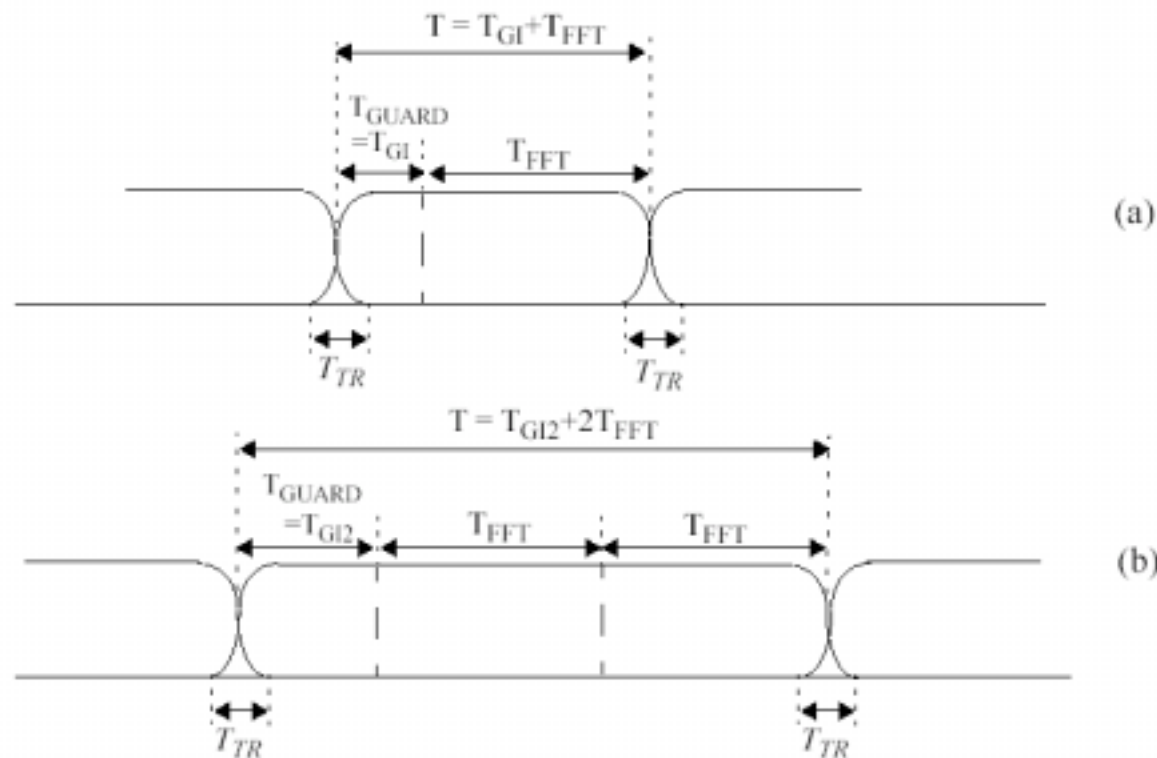 T = T_GI+T_FFT
T_GUARD
=T_GI
T_FFT
(a)
T_TR
T_TR
T = T_GI2+2T_FFT
T_GUARD
=T_GI2
T_FFT
T_FFT
(b)
T_TR
T_TR